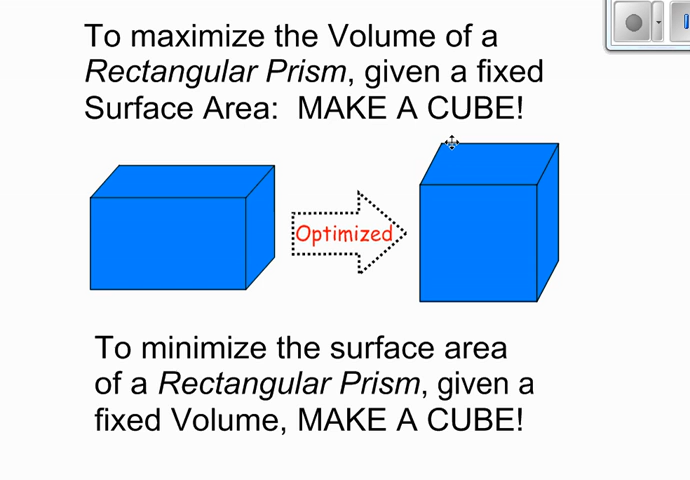 To maximize the Volume of a
Rectangular Prism, given a fixed
Surface Area:  MAKE A CUBE!
Optimized
To minimize the surface area
of a Rectangular Prism, given a
fixed Volume, MAKE A CUBE!